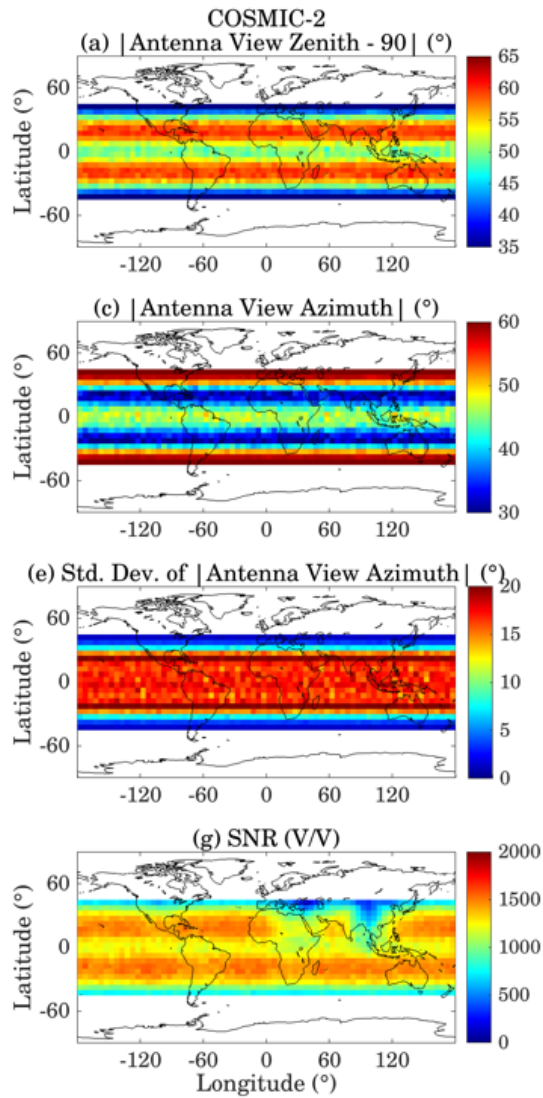 COSMIC-2
(a) |Antenna View Zenith - 90| (°)
Latitude (°)
60
0
-60
-120 -60 0 60 120
65
60
55
50
45
40
35
(c) |Antenna View Azimuth| (°)
Latitude (°)
60
0
-60
-120 -60 0 60 120
60
50
40
30
(e) Std. Dev. of |Antenna View Azimuth| (°)
Latitude (°)
60
0
-60
-120 -60 0 60 120
20
15
10
5
0
(g) SNR (V/V)
Latitude (°)
60
0
-60
-120 -60 0 60 120
Longitude (°)
2000
1500
1000
500
0